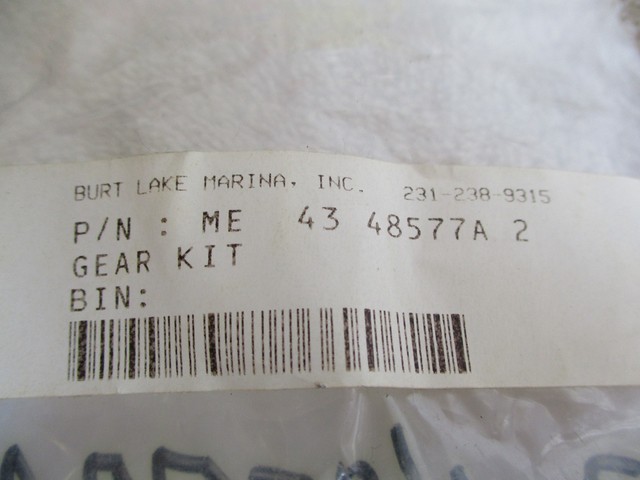 BURT LAKE MARINA, INC. 231-238-9315
P/N : ME 43 48577A 2
GEAR KIT
BIN: